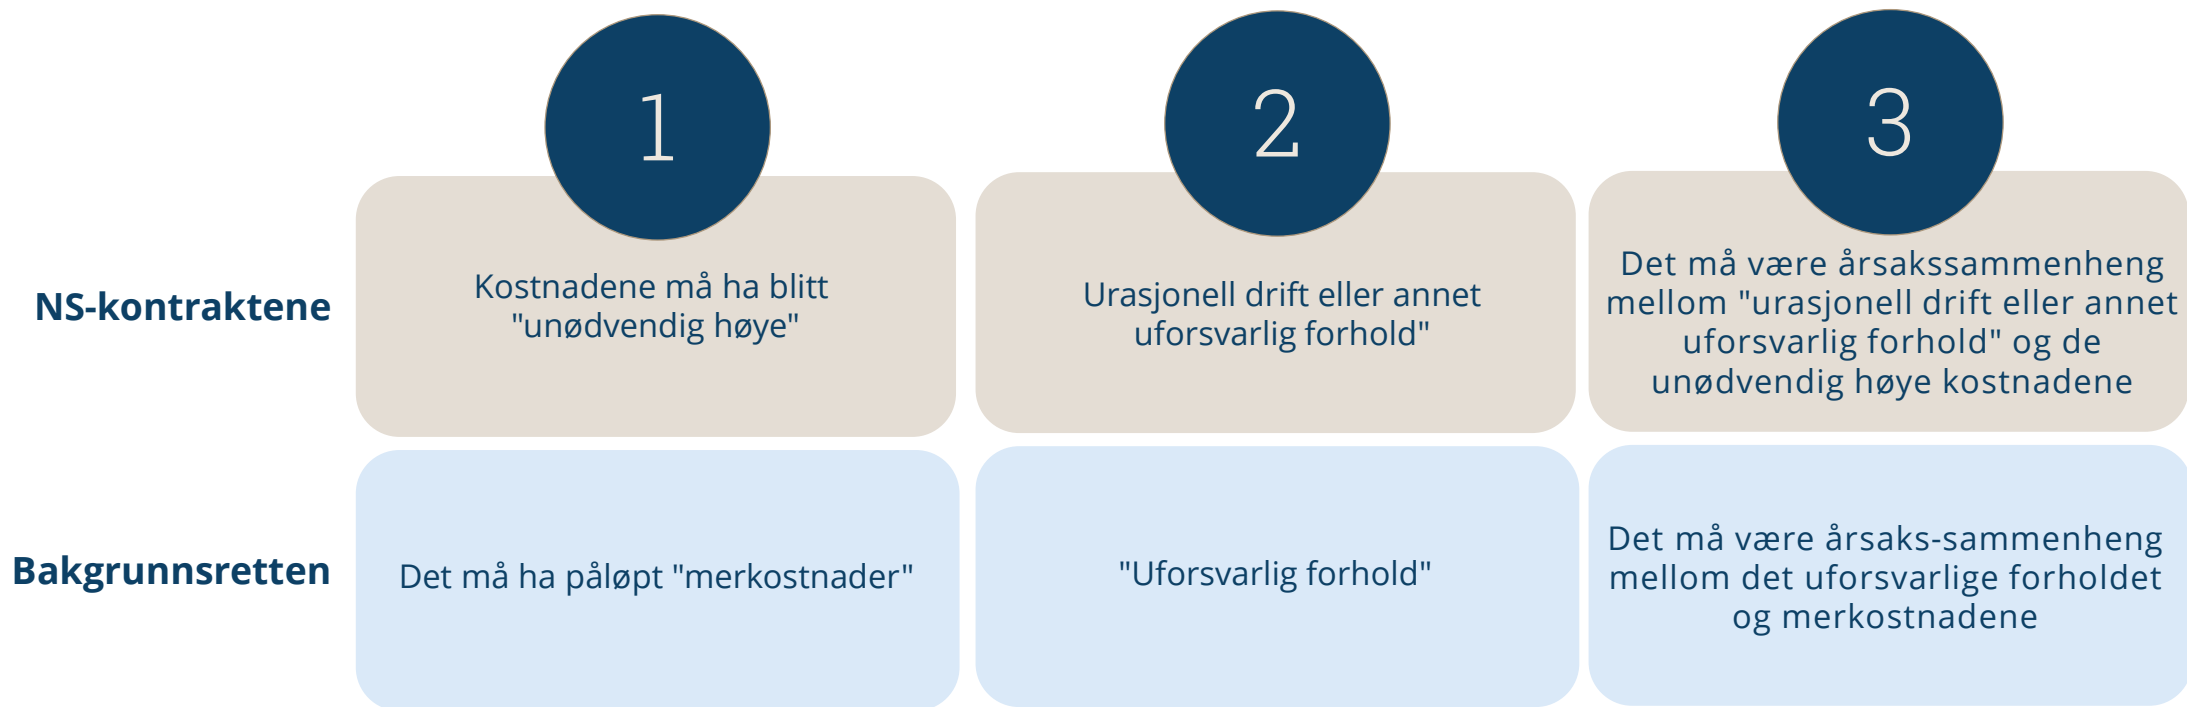 1
2
3
NS-kontraktene
Kostnadene må ha blitt
"unødvendig høye"
Urasjonell drift eller annet
uforsvarlig forhold"
Det må være årsakssammenheng
mellom "urasjonell drift eller annet
uforsvarlig forhold" og de
unødvendig høye kostnadene
Bakgrunnsretten
Det må ha påløpt "merkostnader"
"Uforsvarlig forhold"
Det må være årsaks-sammenheng
mellom det uforsvarlige forholdet
og merkostnadene